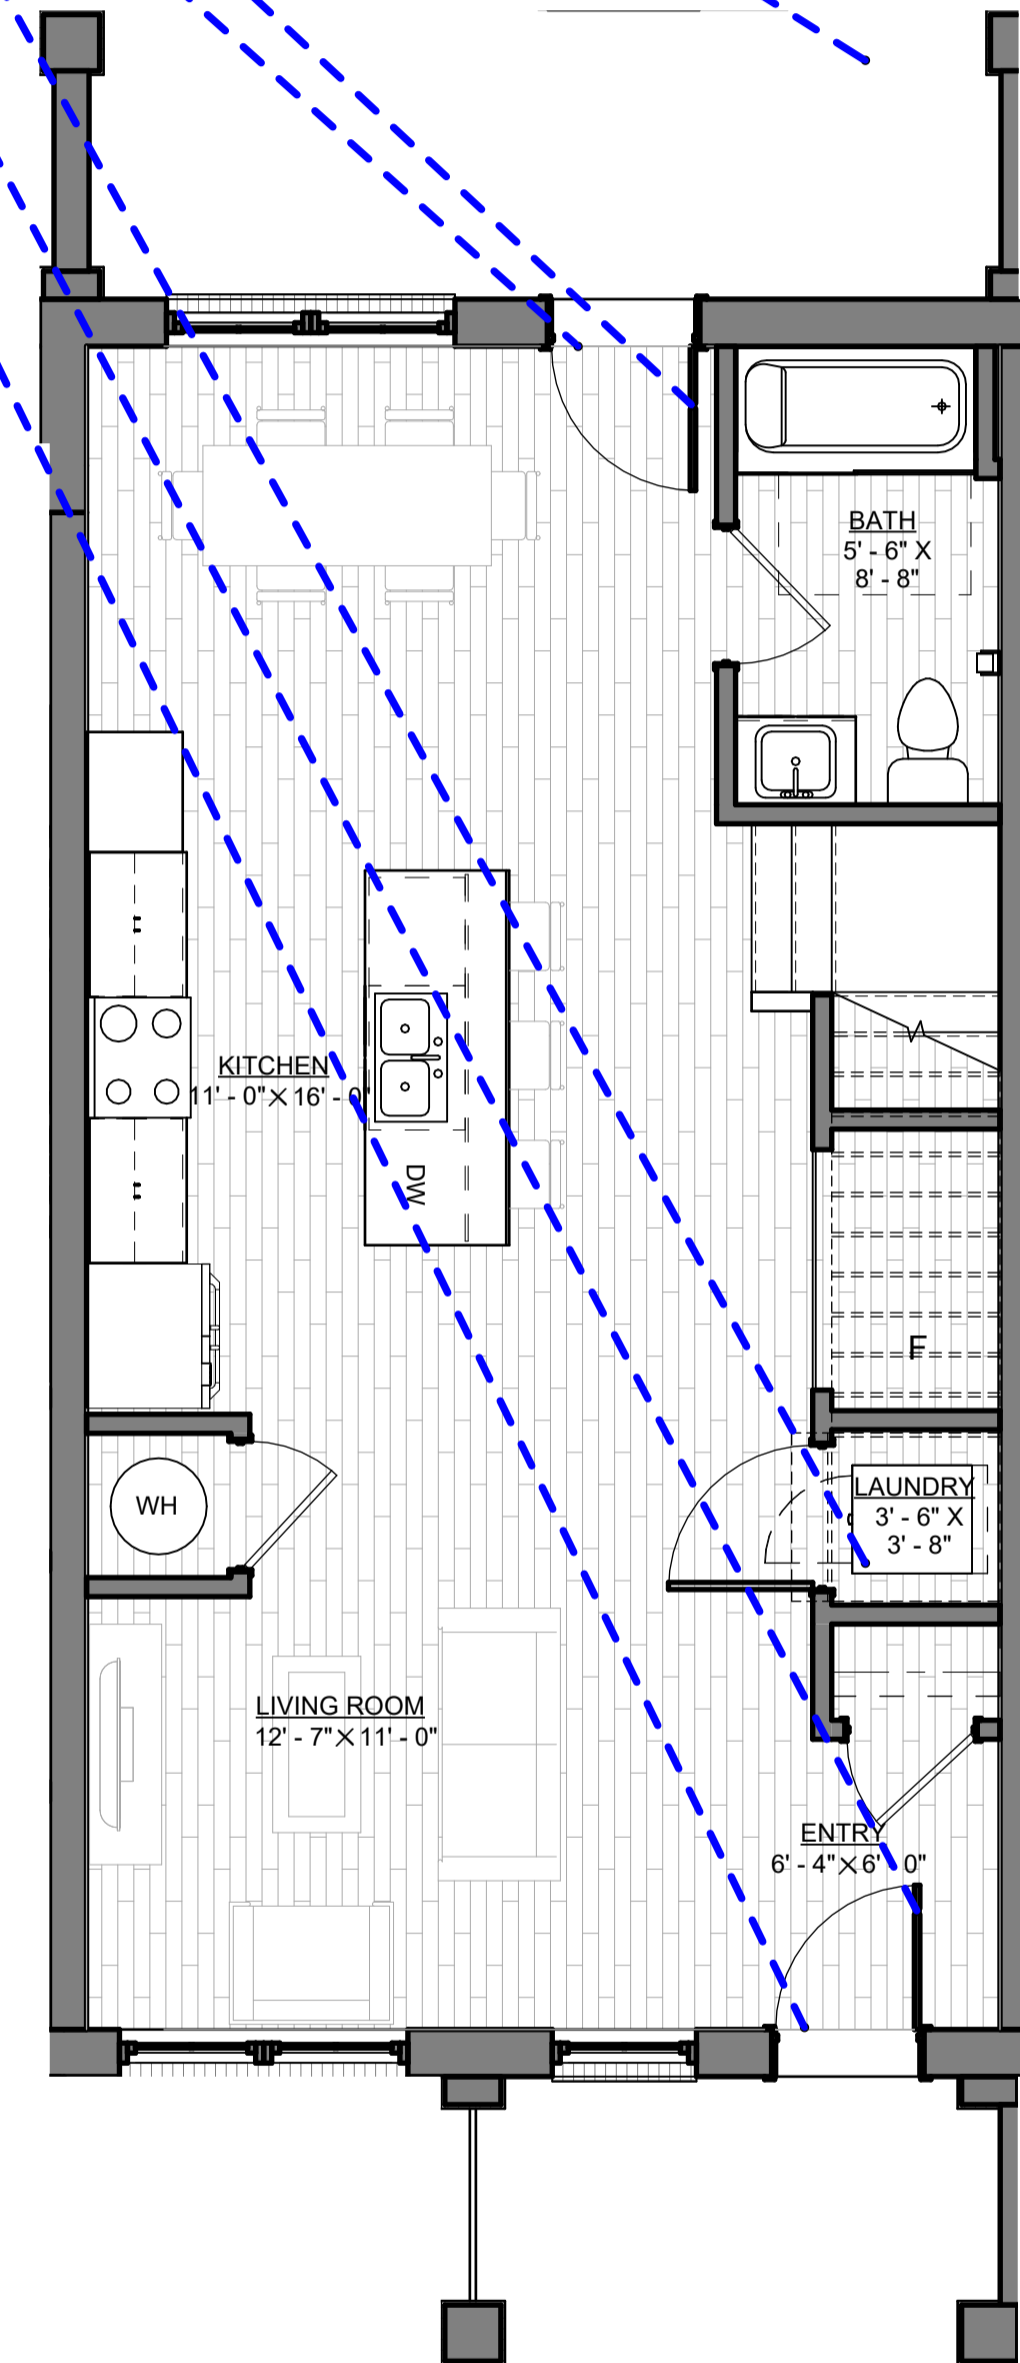 BATH
5' - 6" X
8' - 8"
KITCHEN
11' - 0" X 16' - 0"
DW
F
WH
LAUNDRY
3' - 6" X
3' - 8"
LIVING ROOM
12' - 7" X 11' - 0"
ENTRY
6' - 4" X 6' - 0"